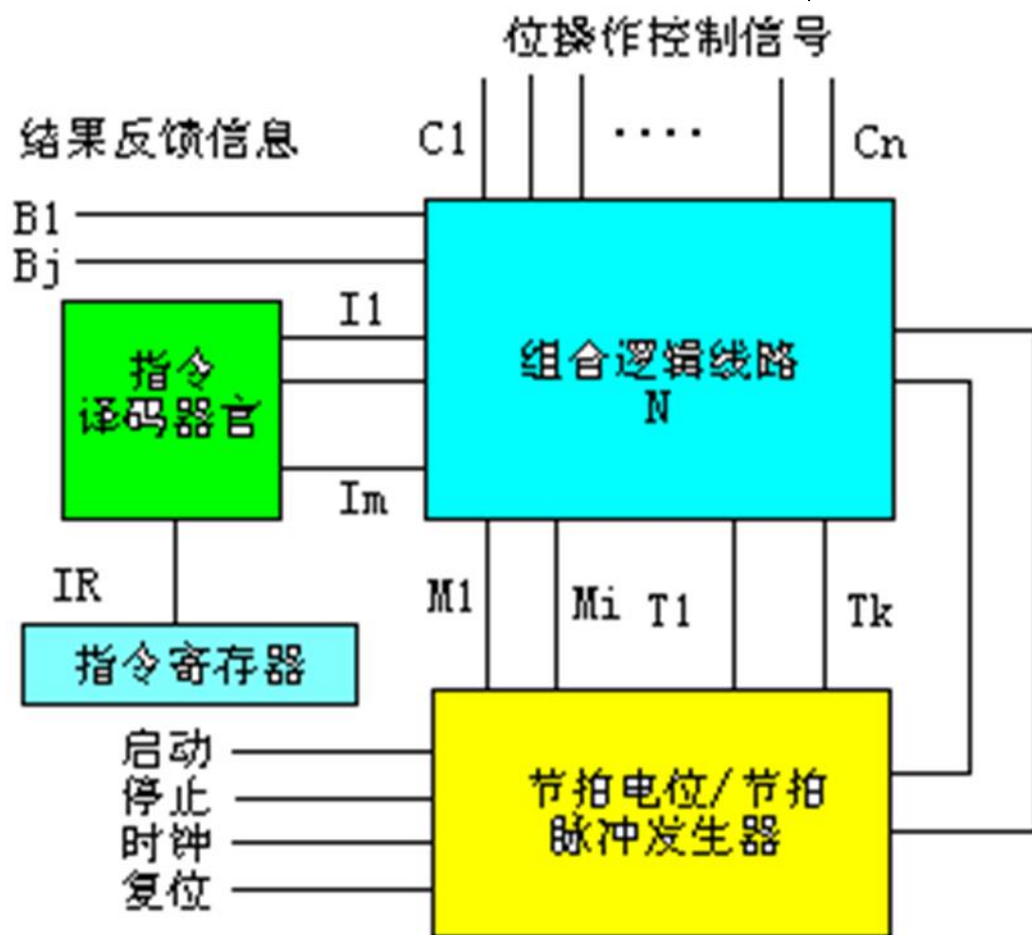 位操作控制信号
结果反馈信息
C1
····
Cn
B1
Bj
I1
指令
译码器官
组合逻辑线路
N
Im
IR
M1
Mi
T1
Tk
指令寄存器
启动
停止
时钟
复位
节拍电位/节拍
脉冲发生器